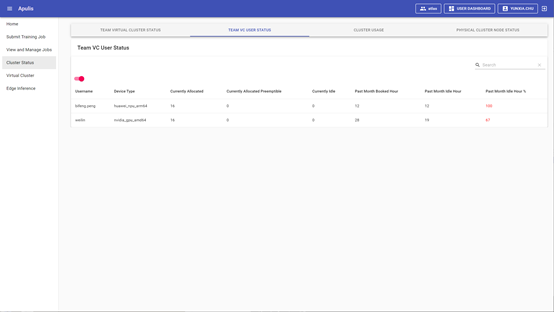 Apulis
atlas
USER DASHBOARD
YUNXIA CHU
Home
Submit Training Job
View and Manage Jobs
Cluster Status
Virtual Cluster
Edge Inference
TEAM VIRTUAL CLUSTER STATUS
TEAM VC USER STATUS
CLUSTER USAGE
PHYSICAL CLUSTER NODE STATUS
Team VC User Status
Search
Username Device Type Currently Allocated Currently Allocated Preemptible Currently Idle Past Month Booked Hour Past Month Idle Hour Past Month Idle Hour %
bifeng.peng huawei_npu_arm64 16 0 0 12 12 100
weilin nvidia_gpu_amd64 16 0 0 28 19 67